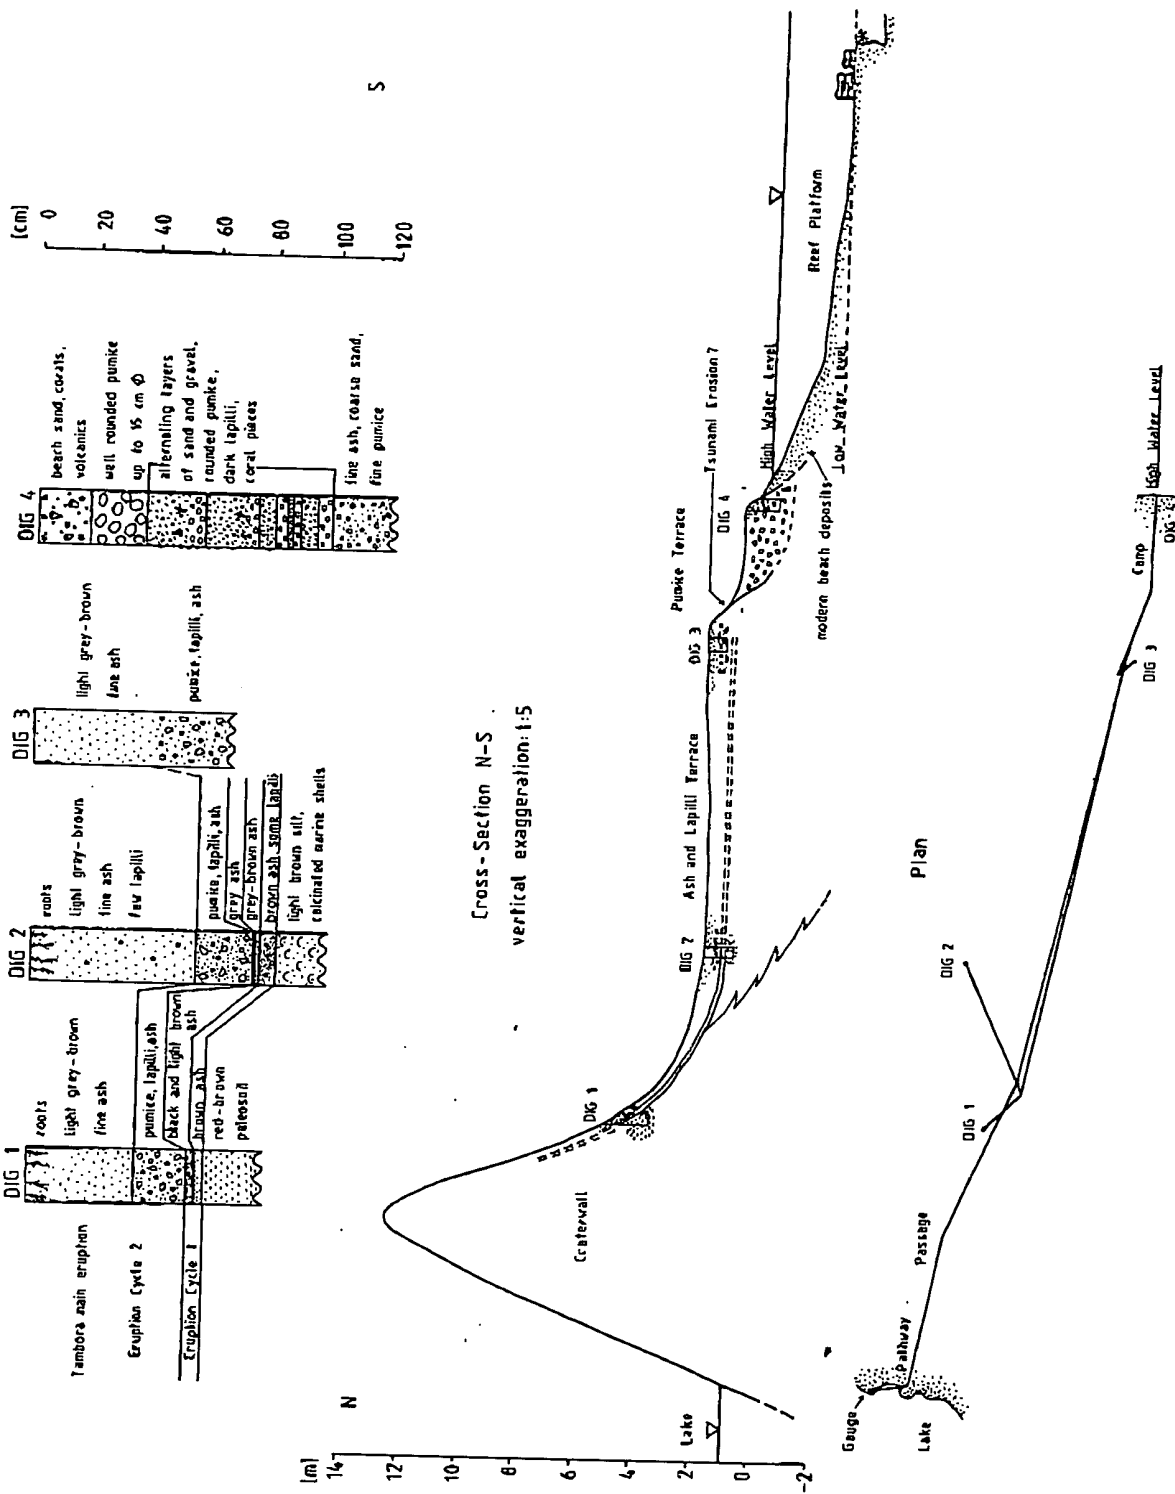 DIG 1
roots
light grey-brown
fine ash
pumice, lapilli, ash
black and light brown
ash
brown ash
red-brown
paleosoil
Tambora main eruption
Eruption Cycle 2
Eruption Cycle 1
DIG 2
roots
light grey-brown
fine ash
few lapilli
pumice, lapilli, ash
grey ash
grey-brown ash
brown ash some lapilli
light brown silt,
calcinated marine shells
DIG 3
light grey-brown
fine ash
pumice, lapilli, ash
DIG 4
beach sand, corals,
volcanics
well rounded pumice
up to 15 cm Φ
alternating layers
of sand and gravel,
rounded pumice,
dark lapilli,
coral pieces
fine ash, coarse sand,
fine pumice
[cm]
0
20
40
60
80
100
120
N
S
Cross-Section N-S
vertical exaggeration: 1:5
[m]
14
12
10
8
6
4
2
0
-2
Lake
Craterwall
DIG 1
DIG 2
Ash and Lapilli Terrace
DIG 3
Pumice Terrace
DIG 4
Tsunami Erosion?
High Water Level
Low Water Level
modern beach deposits
Reef Platform
Plan
Gauge
Lake
Pathway
Passage
DIG 1
DIG 2
DIG 3
Camp
DIG
High Water Level